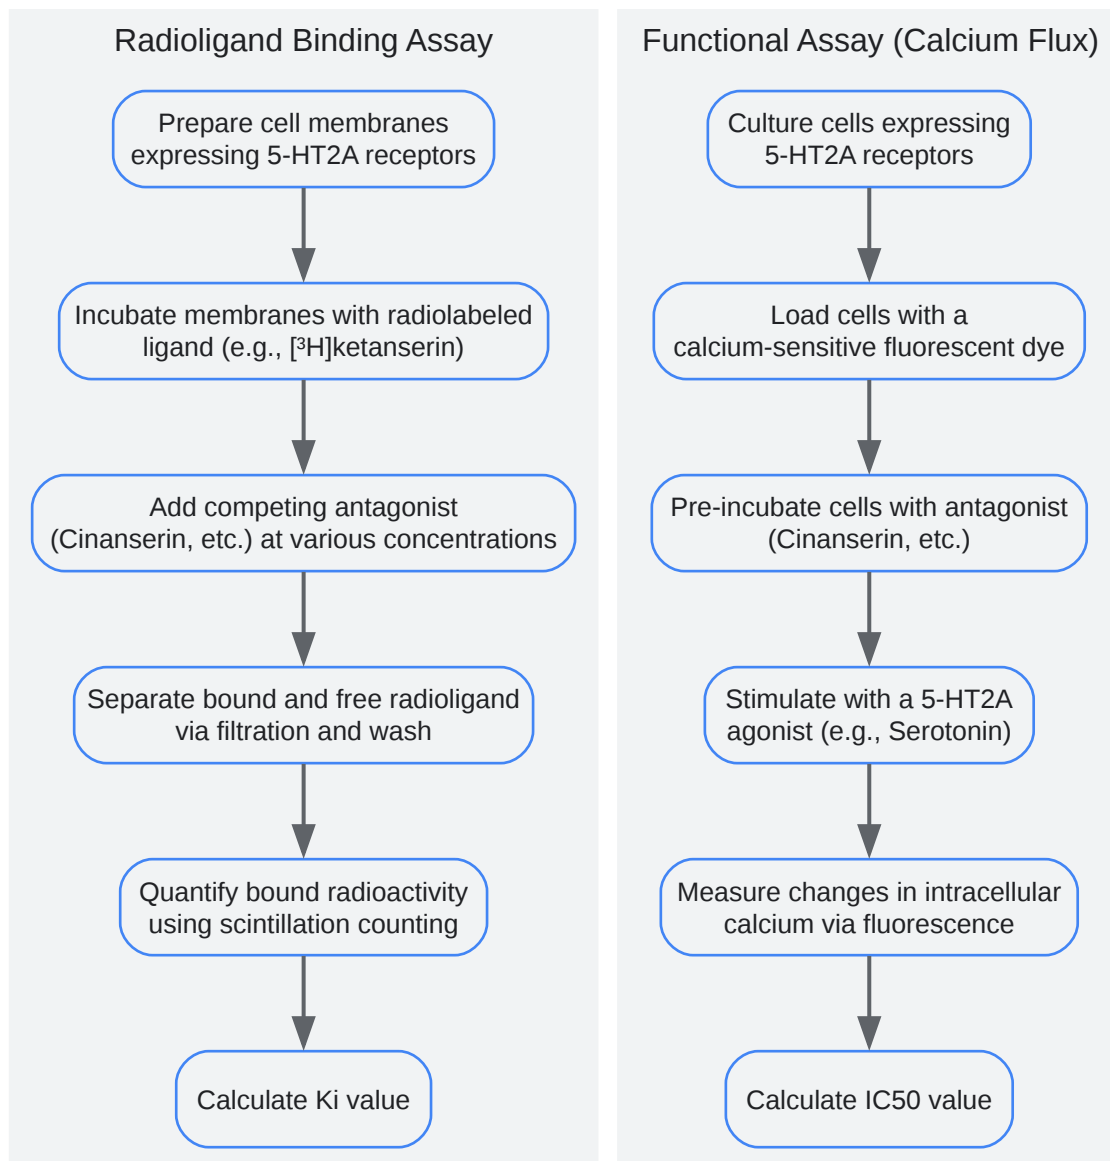 Radioligand Binding Assay
Prepare cell membranes
expressing 5-HT2A receptors
Incubate membranes with radiolabeled
ligand (e.g., [³H]ketanserin)
Add competing antagonist
(Cinanserin, etc.) at various concentrations
Separate bound and free radioligand
via filtration and wash
Quantify bound radioactivity
using scintillation counting
Calculate Ki value
Functional Assay (Calcium Flux)
Culture cells expressing
5-HT2A receptors
Load cells with a
calcium-sensitive fluorescent dye
Pre-incubate cells with antagonist
(Cinanserin, etc.)
Stimulate with a 5-HT2A
agonist (e.g., Serotonin)
Measure changes in intracellular
calcium via fluorescence
Calculate IC50 value